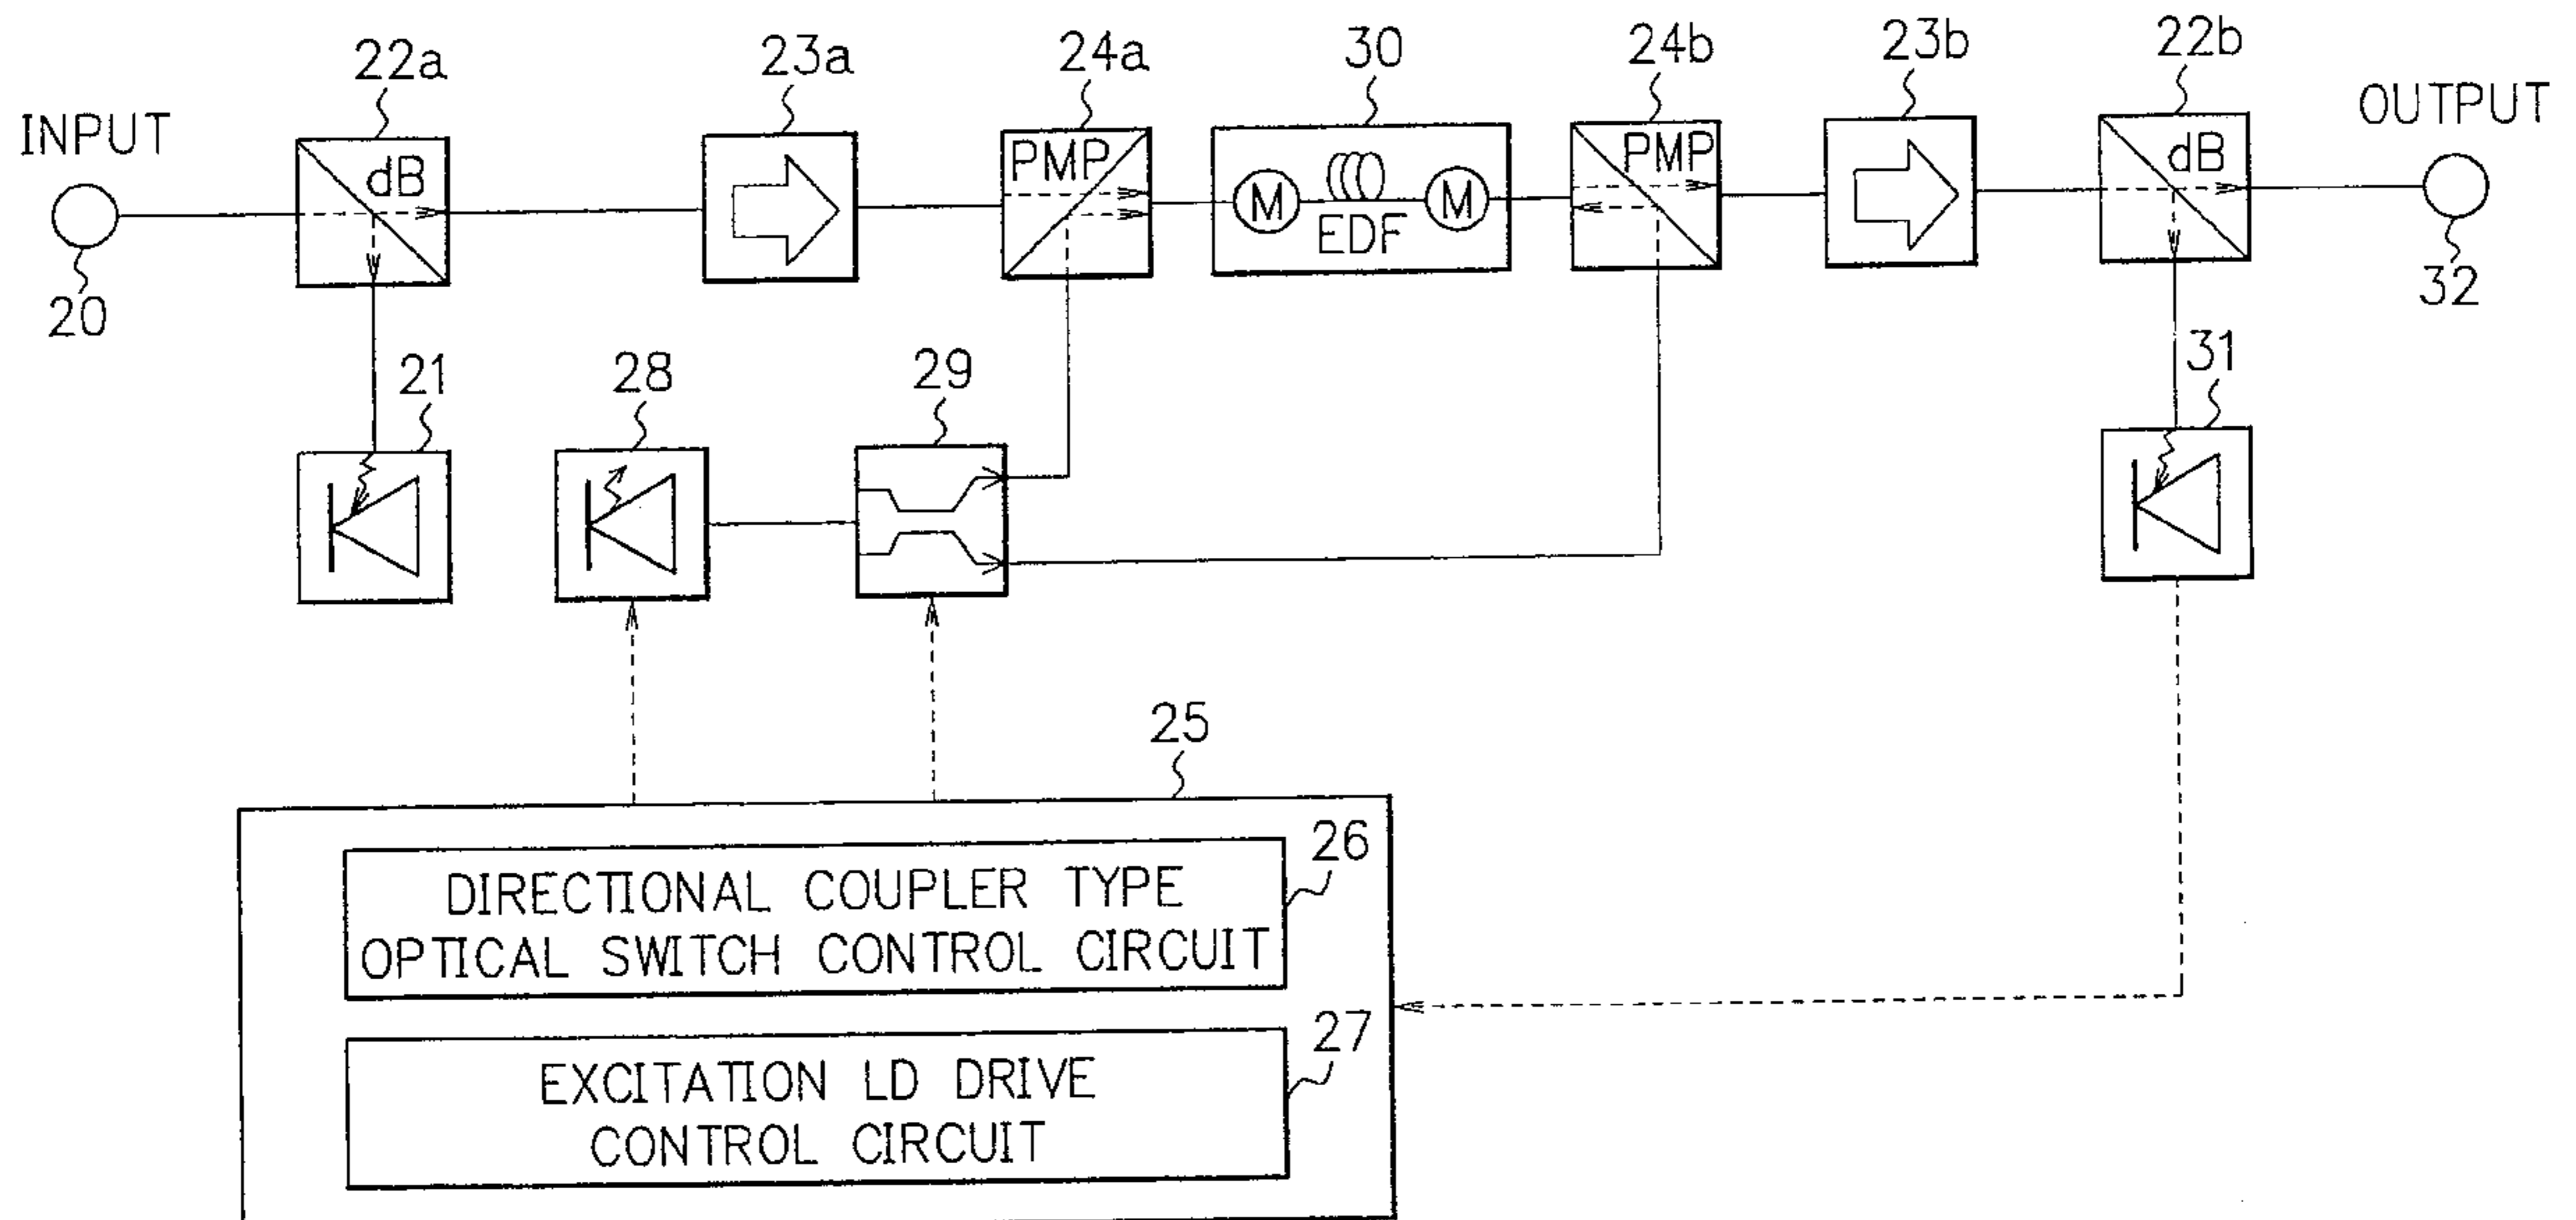 22a
23a
24a
30
24b
23b
22b
INPUT
OUTPUT
dB
PMP
M
M
EDF
PMP
dB
20
32
21
28
29
31
25
26
DIRECTIONAL COUPLER TYPE
OPTICAL SWITCH CONTROL CIRCUIT
27
EXCITATION LD DRIVE
CONTROL CIRCUIT